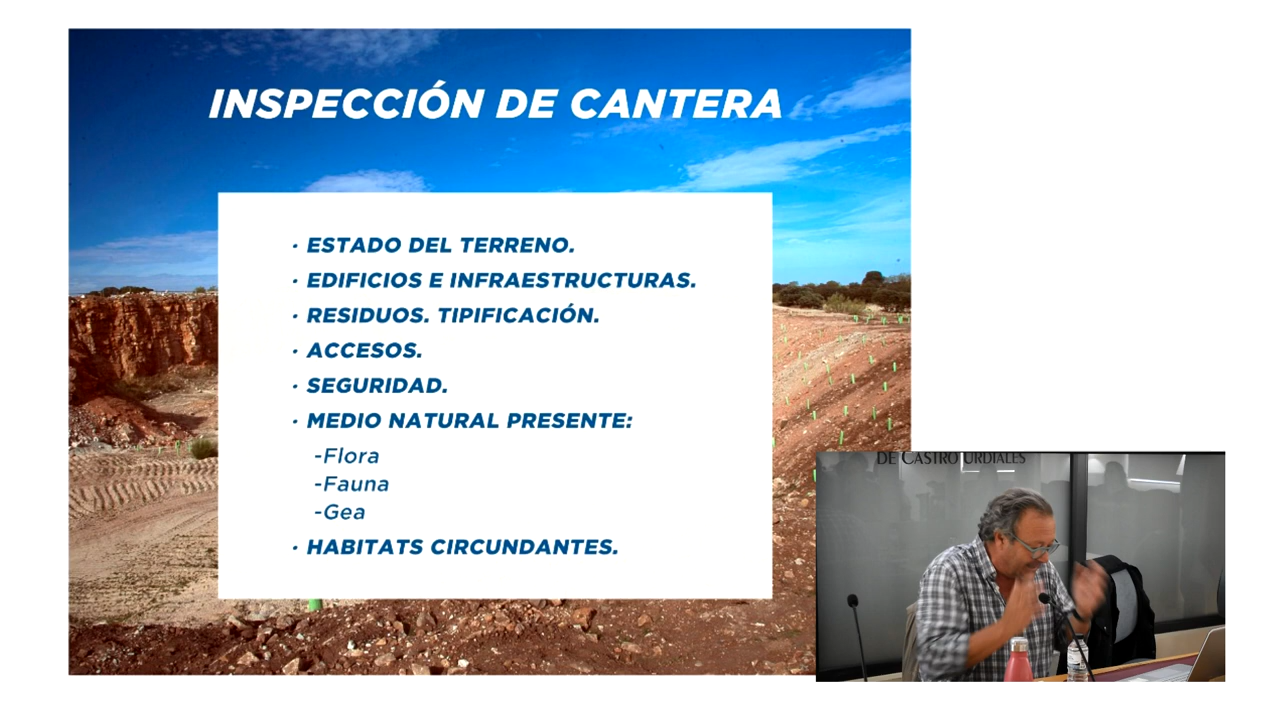 INSPECCIÓN DE CANTERA
· ESTADO DEL TERRENO.
· EDIFICIOS E INFRAESTRUCTURAS.
· RESIDUOS. TIPIFICACIÓN.
· ACCESOS.
· SEGURIDAD.
· MEDIO NATURAL PRESENTE:
-Flora
-Fauna
-Gea
· HABITATS CIRCUNDANTES.
DE CASTRO URDIALES